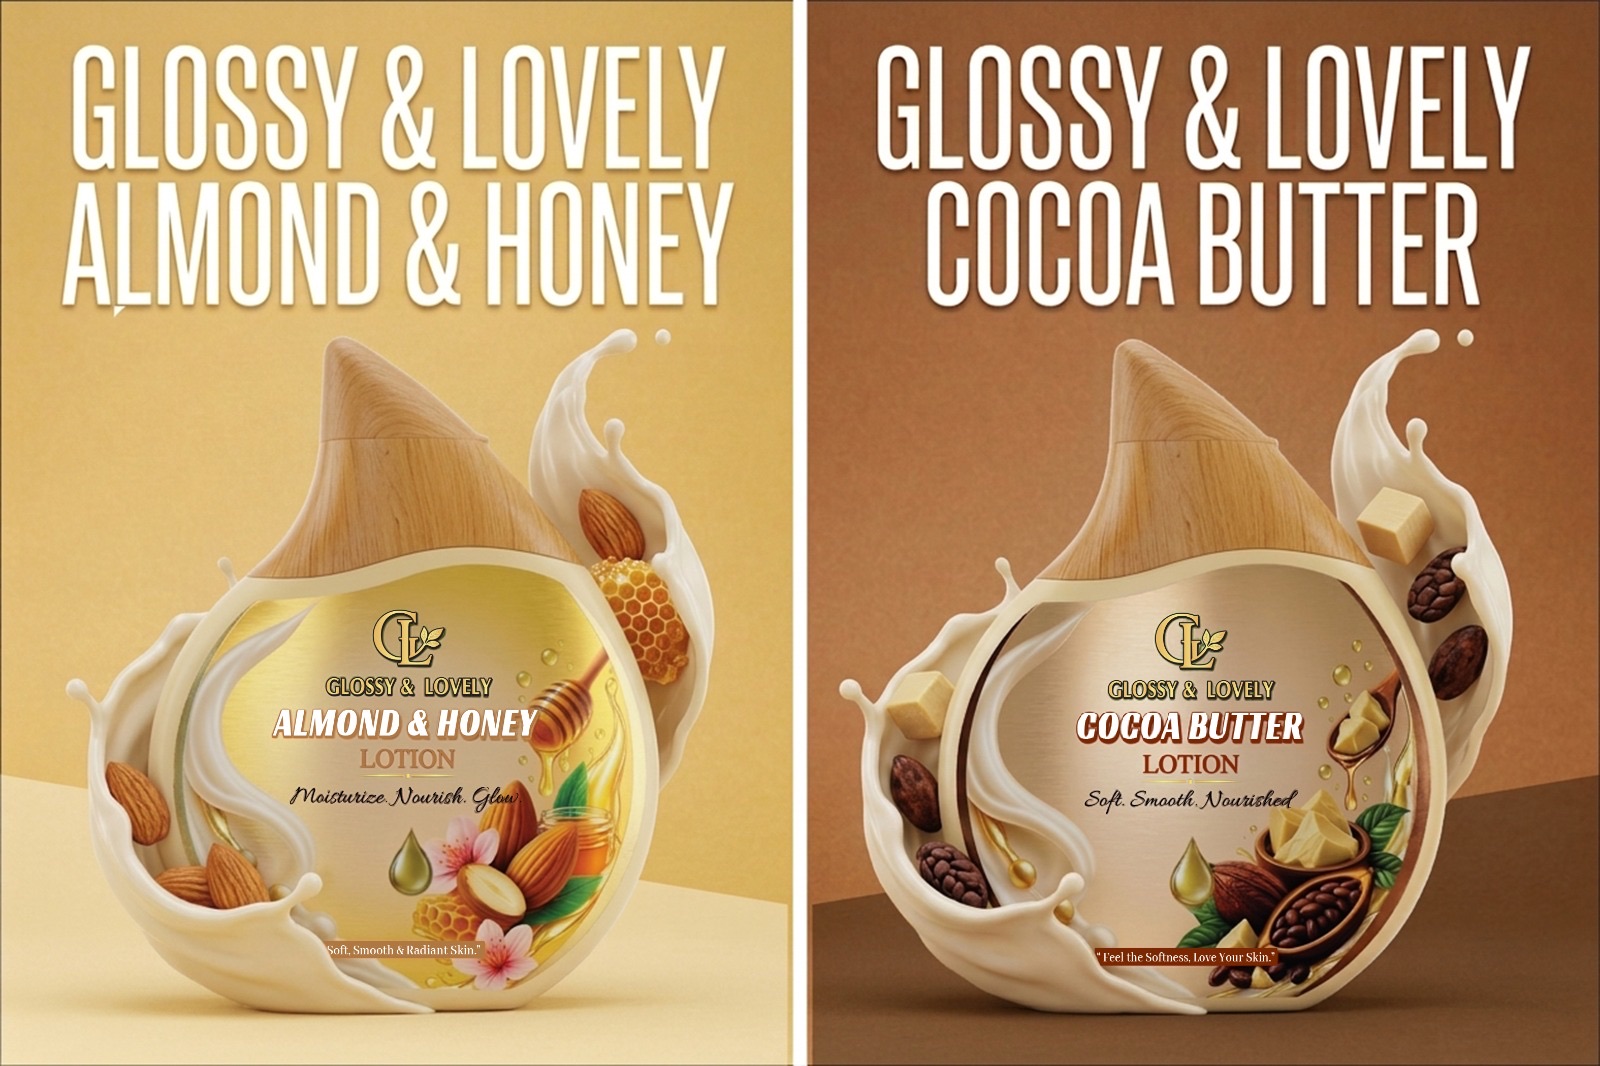 GLOSSY & LOVELY
ALMOND & HONEY
GL
GLOSSY & LOVELY
ALMOND & HONEY
LOTION
Moisturize. Nourish. Glow.
Soft, Smooth & Radiant Skin."
GLOSSY & LOVELY
COCOA BUTTER
GL
GLOSSY & LOVELY
COCOA BUTTER
LOTION
Soft. Smooth. Nourished
" Feel the Softness, Love Your Skin."